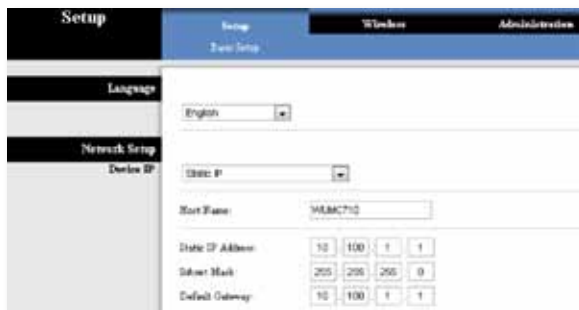 Setup
Setup Wireless Administration
Basic Setup
Language
English
Network Setup
Device IP
Static IP
Host Name: WUMC710
Static IP Address: 10 . 100 . 1 . 1
Subnet Mask: 255 . 255 . 255 . 0
Default Gateway: 10 . 100 . 1 . 1